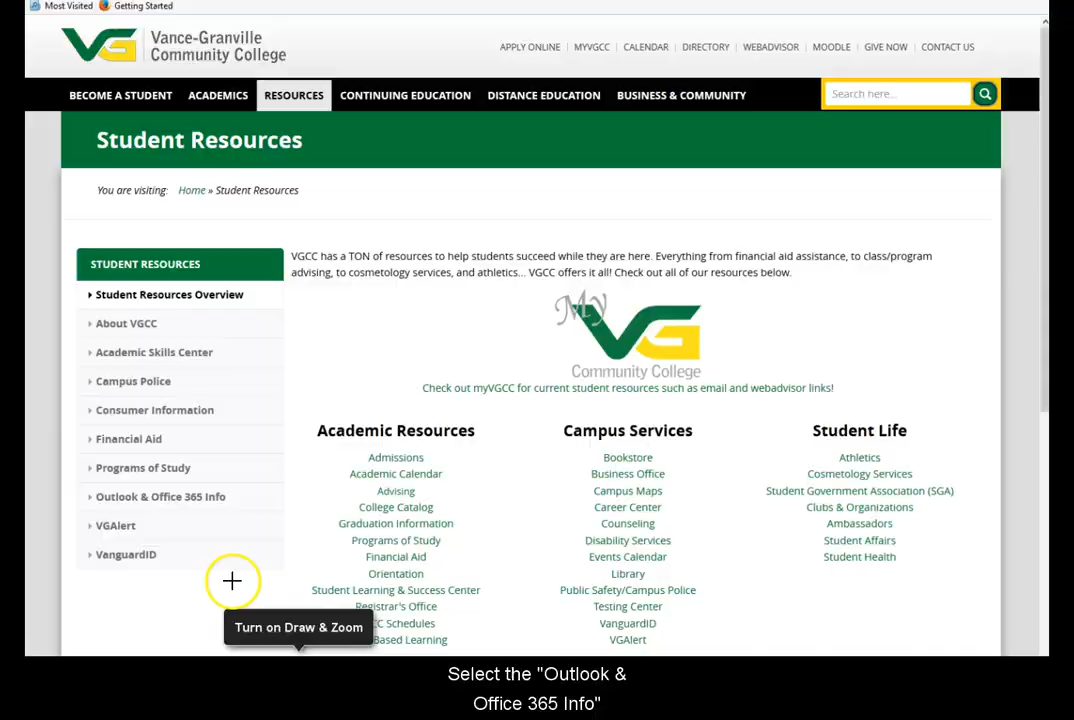 Most Visited Getting Started
Vance-Granville
Community College
APPLY ONLINE MYVGCC CALENDAR DIRECTORY WEBADVISOR MOODLE GIVE NOW CONTACT US
BECOME A STUDENT ACADEMICS RESOURCES CONTINUING EDUCATION DISTANCE EDUCATION BUSINESS & COMMUNITY Search here...
Student Resources
You are visiting: Home » Student Resources
STUDENT RESOURCES
Student Resources Overview
About VGCC
Academic Skills Center
Campus Police
Consumer Information
Financial Aid
Programs of Study
Outlook & Office 365 Info
VGAlert
VanguardID
VGCC has a TON of resources to help students succeed while they are here. Everything from financial aid assistance, to class/program
advising, to cosmetology services, and athletics... VGCC offers it all! Check out all of our resources below.
My
VG
Community College
Check out myVGCC for current student resources such as email and webadvisor links!
Academic Resources
Admissions
Academic Calendar
Advising
College Catalog
Graduation Information
Programs of Study
Financial Aid
Orientation
Student Learning & Success Center
Registrar's Office
CC Schedules
Based Learning
Campus Services
Bookstore
Business Office
Campus Maps
Career Center
Counseling
Disability Services
Events Calendar
Library
Public Safety/Campus Police
Testing Center
VanguardID
VGAlert
Student Life
Athletics
Cosmetology Services
Student Government Association (SGA)
Clubs & Organizations
Ambassadors
Student Affairs
Student Health
Turn on Draw & Zoom
Select the "Outlook &
Office 365 Info"